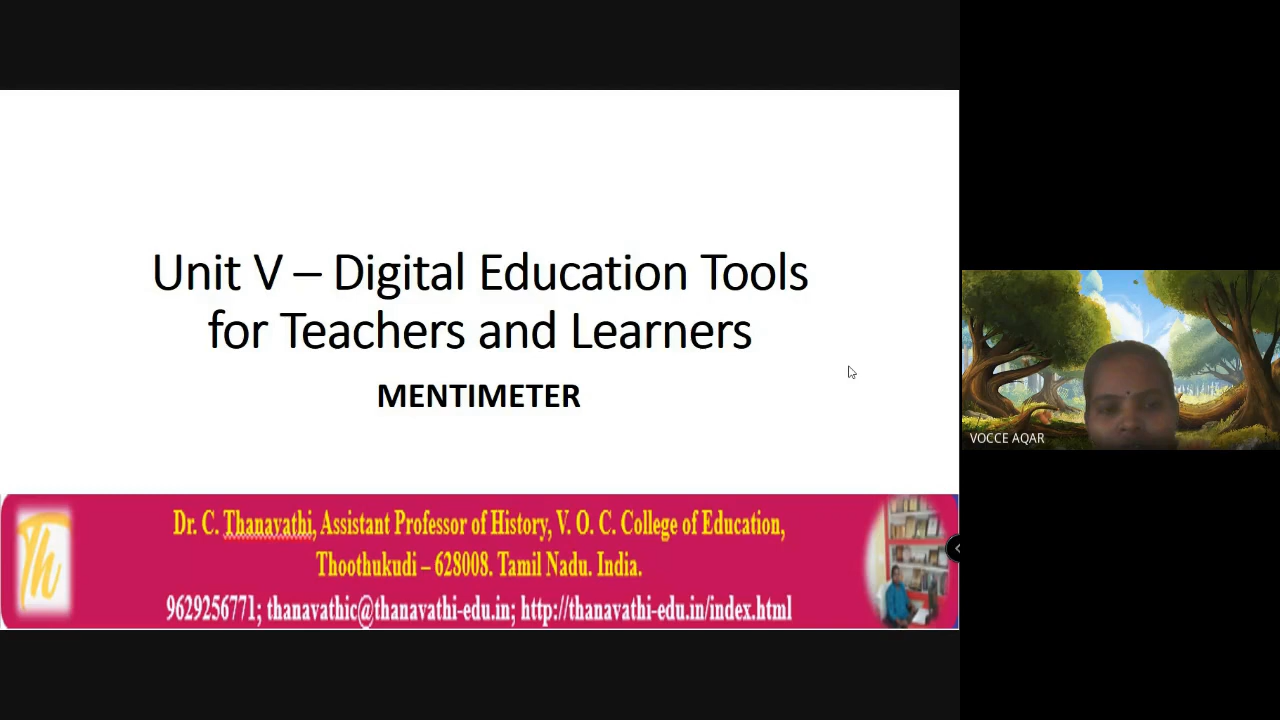 Unit V – Digital Education Tools
for Teachers and Learners
MENTIMETER
Th
Dr. C. Thanavathi, Assistant Professor of History, V. O. C. College of Education,
Thoothukudi – 628008. Tamil Nadu. India.
9629256771; thanavathic@thanavathi-edu.in; http://thanavathi-edu.in/index.html
VOCCE AQAR